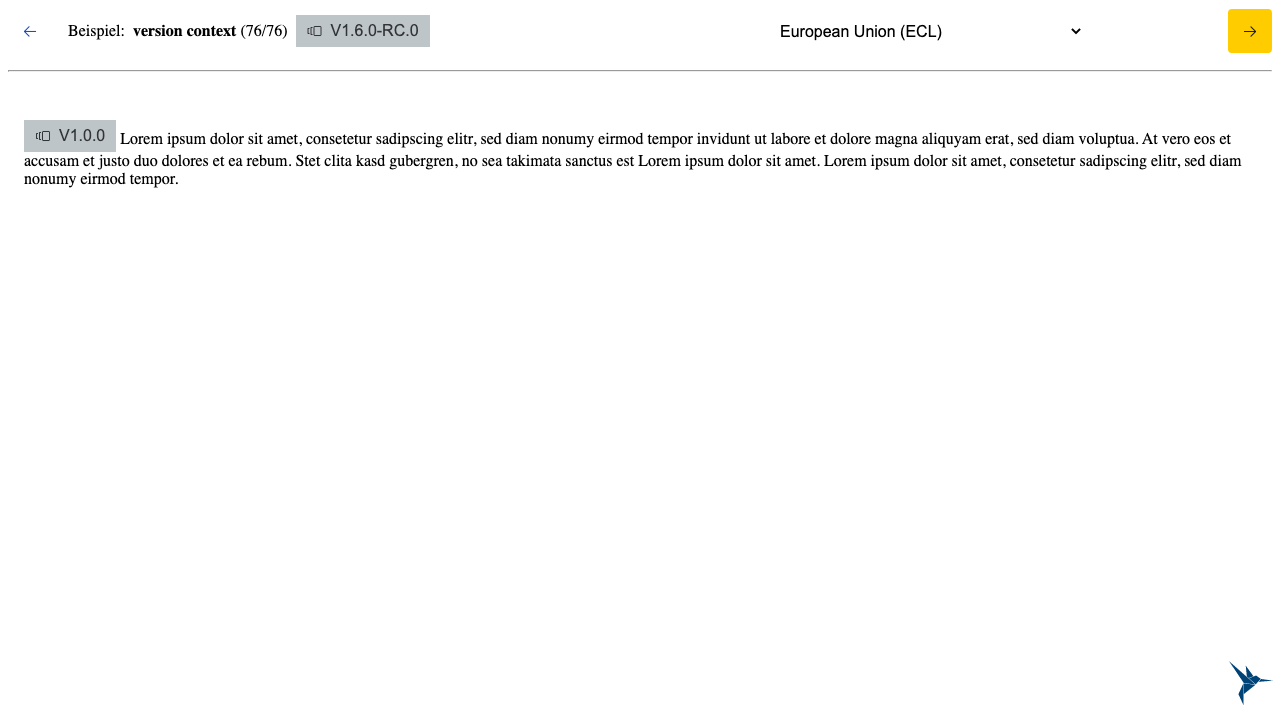 Beispiel: version context (76/76) V1.6.0-RC.0 European Union (ECL)
V1.0.0 Lorem ipsum dolor sit amet, consetetur sadipscing elitr, sed diam nonumy eirmod tempor invidunt ut labore et dolore magna aliquyam erat, sed diam voluptua. At vero eos et
accusam et justo duo dolores et ea rebum. Stet clita kasd gubergren, no sea takimata sanctus est Lorem ipsum dolor sit amet. Lorem ipsum dolor sit amet, consetetur sadipscing elitr, sed diam
nonumy eirmod tempor.